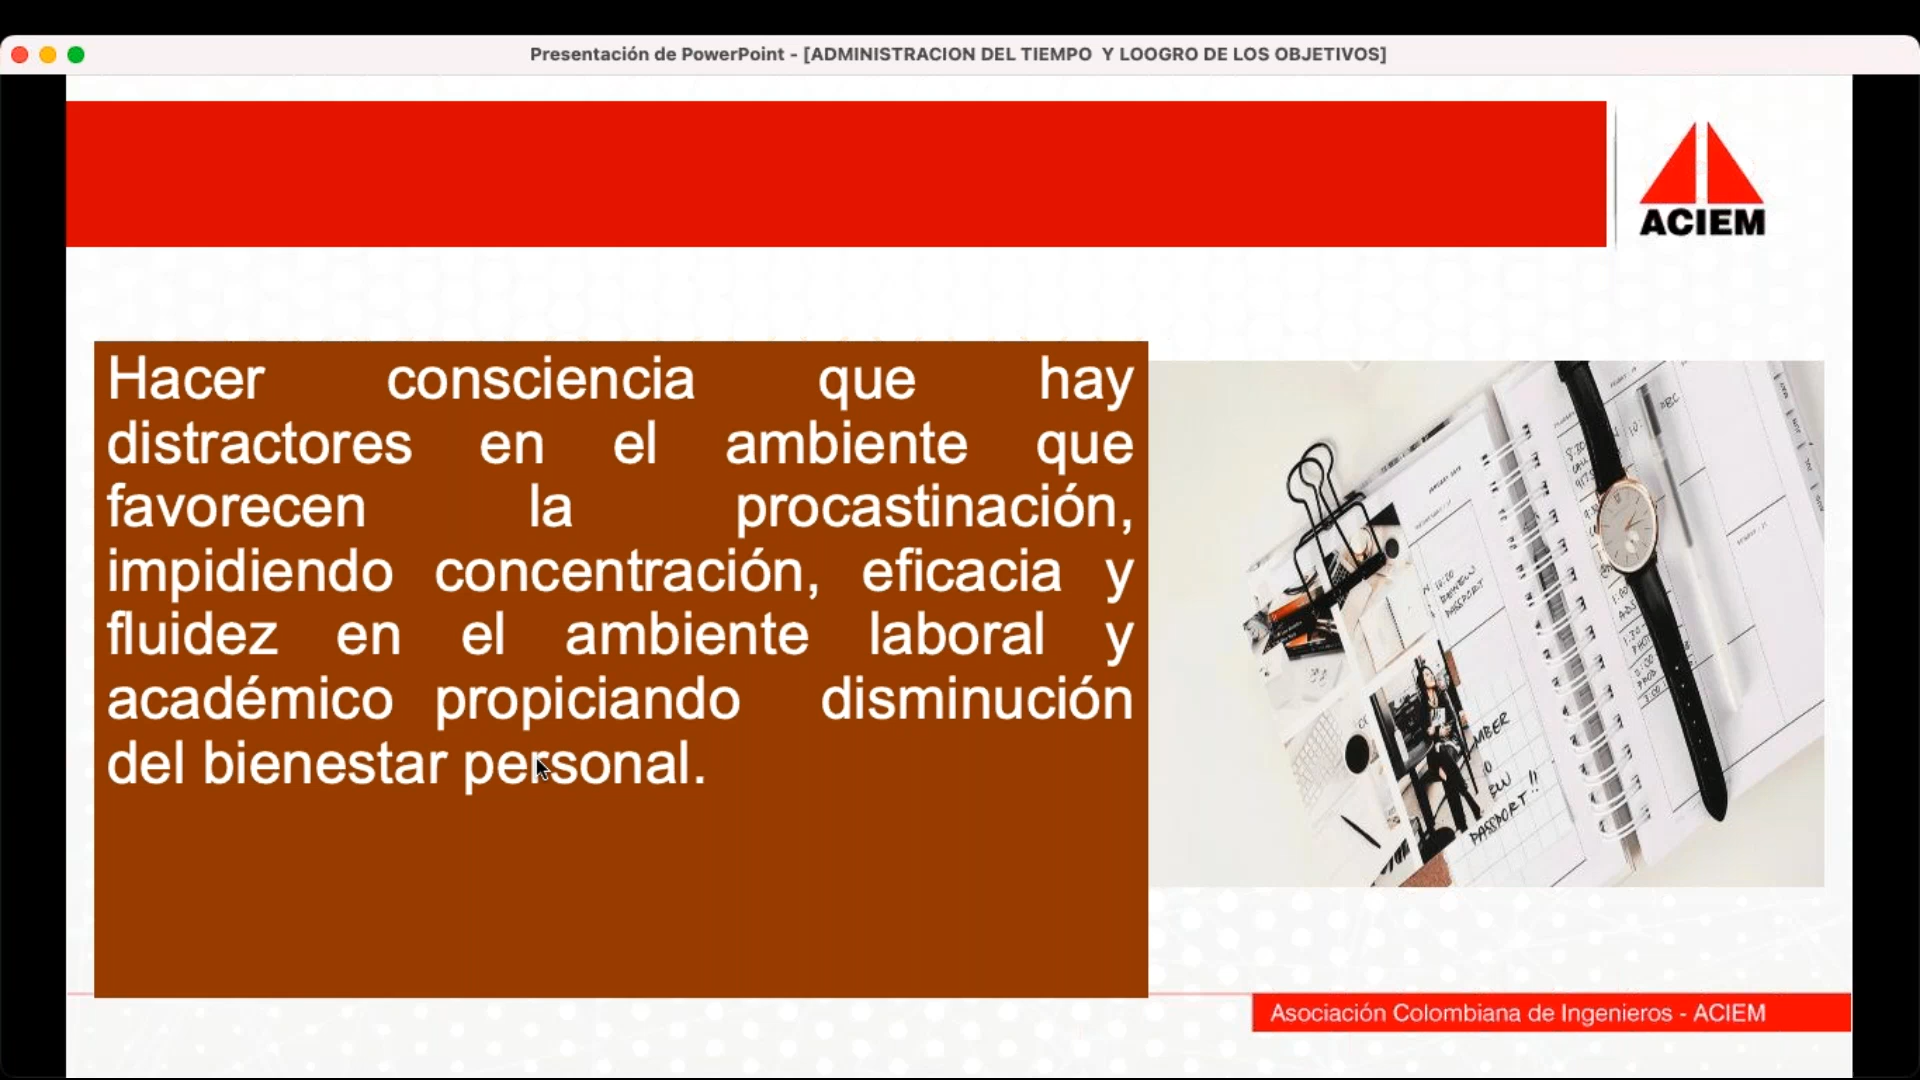 Presentación de PowerPoint - [ADMINISTRACION DEL TIEMPO Y LOOGRO DE LOS OBJETIVOS]
ACIEM
Hacer consciencia que hay
distractores en el ambiente que
favorecen la procastinación,
impidiendo concentración, eficacia y
fluidez en el ambiente laboral y
académico propiciando disminución
del bienestar personal.
PASSPORT
PASSPORT!!
Asociación Colombiana de Ingenieros - ACIEM